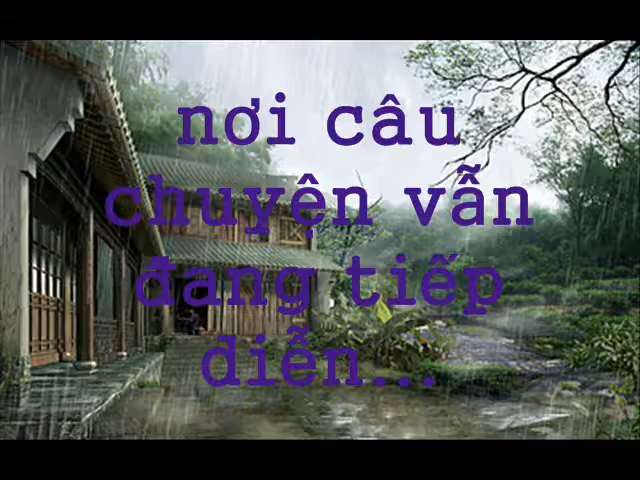 nơi câu
chuyện vẫn
đang tiếp
diễn...